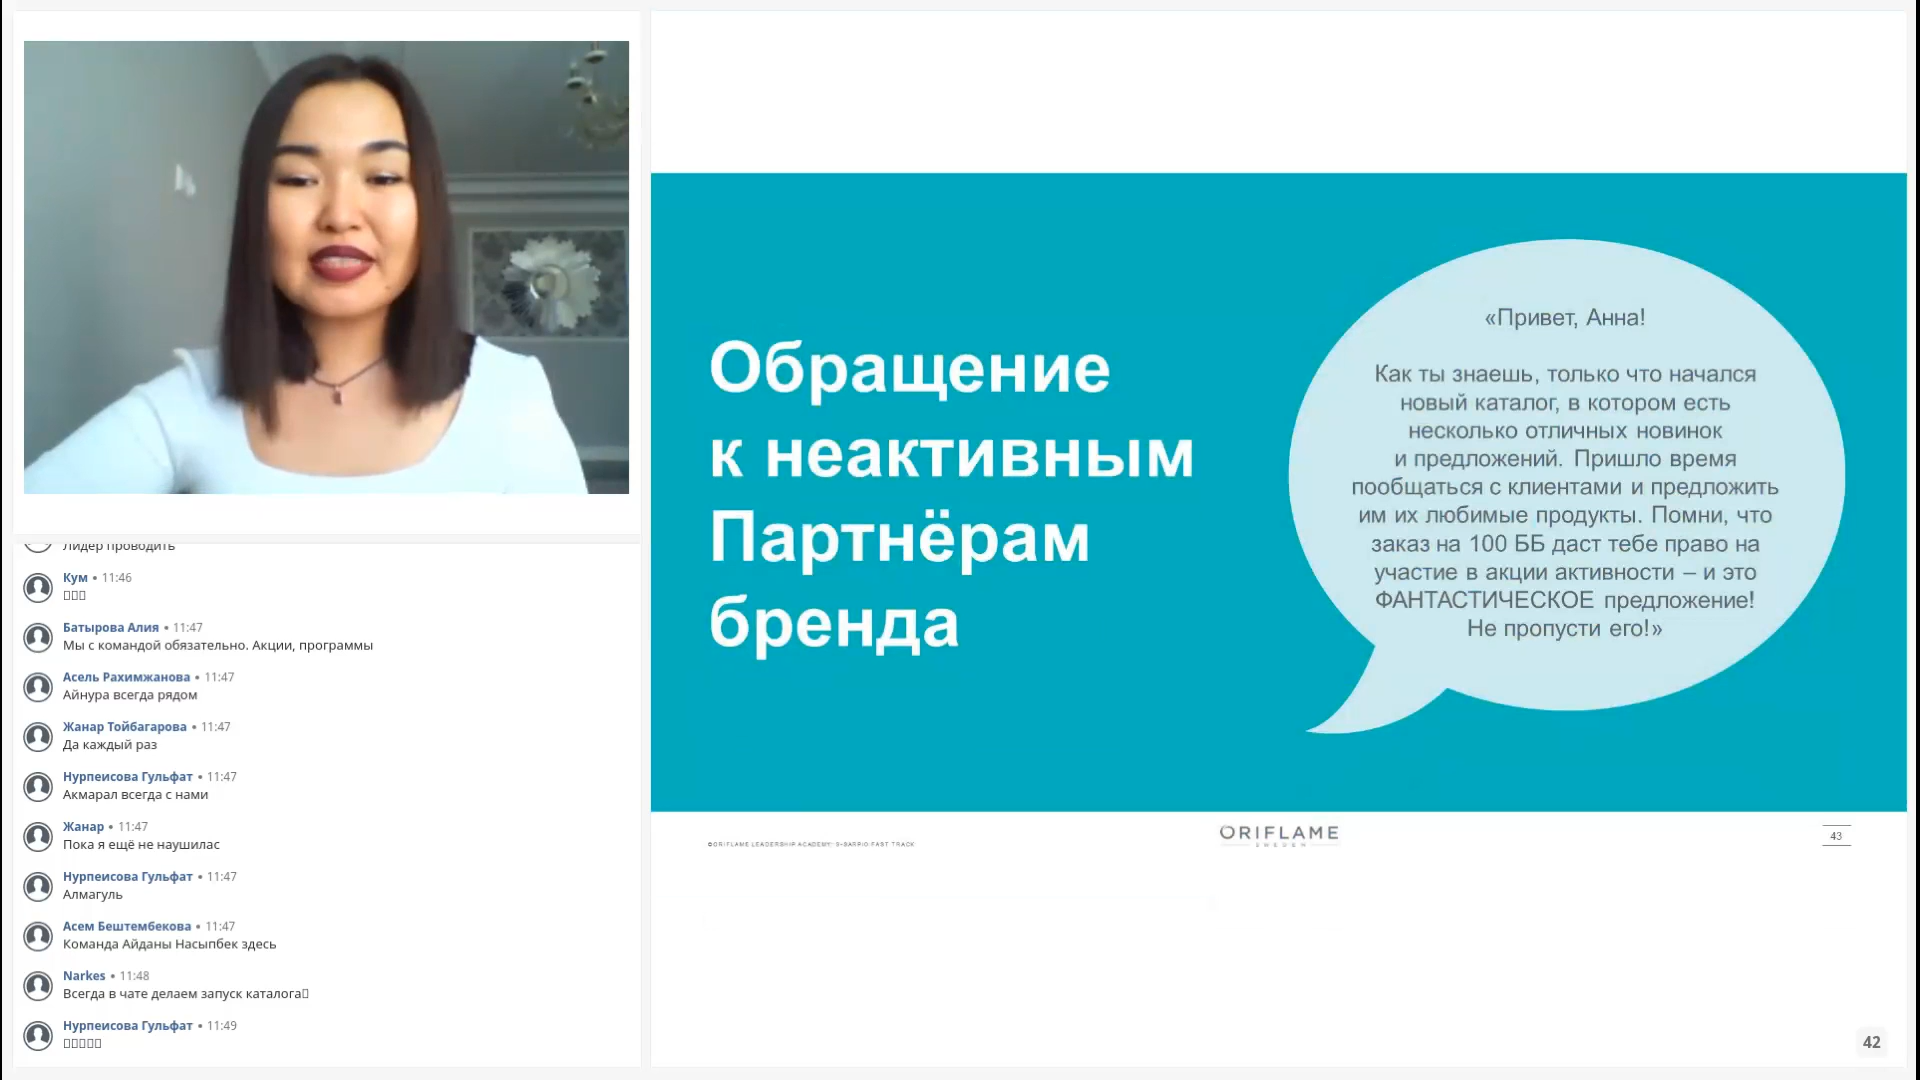 лидер проводить
Кум • 11:46
Батырова Алия • 11:47
Мы с командой обязательно. Акции, программы
Асель Рахимжанова • 11:47
Айнура всегда рядом
Жанар Тойбагарова • 11:47
Да каждый раз
Нурпеисова Гульфат • 11:47
Акмарал всегда с нами
Жанар • 11:47
Пока я ещё не наушилас
Нурпеисова Гульфат • 11:47
Алмагуль
Асем Бештембекова • 11:47
Команда Айданы Насыпбек здесь
Narkes • 11:48
Всегда в чате делаем запуск каталога
Нурпеисова Гульфат • 11:49
Обращение
к неактивным
Партнёрам
бренда
«Привет, Анна!
Как ты знаешь, только что начался
новый каталог, в котором есть
несколько отличных новинок
и предложений. Пришло время
пообщаться с клиентами и предложить
им их любимые продукты. Помни, что
заказ на 100 ББ даст тебе право на
участие в акции активности – и это
ФАНТАСТИЧЕСКОЕ предложение!
Не пропусти его!»
ORIFLAME
SWEDEN
43
42